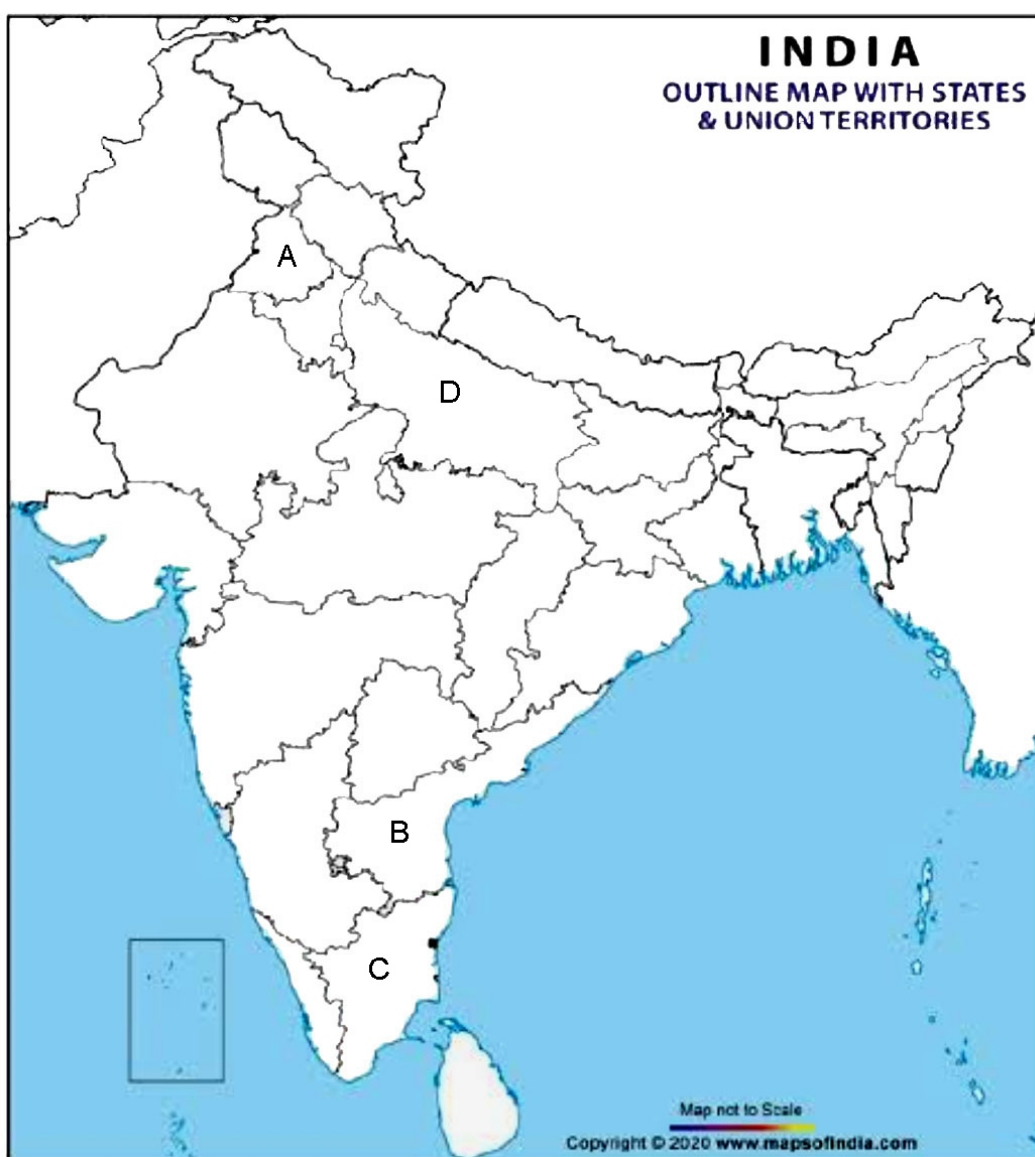 INDIA
OUTLINE MAP WITH STATES
& UNION TERRITORIES
A
D
B
C
Map not to Scale
Copyright © 2020 www.mapsofindia.com